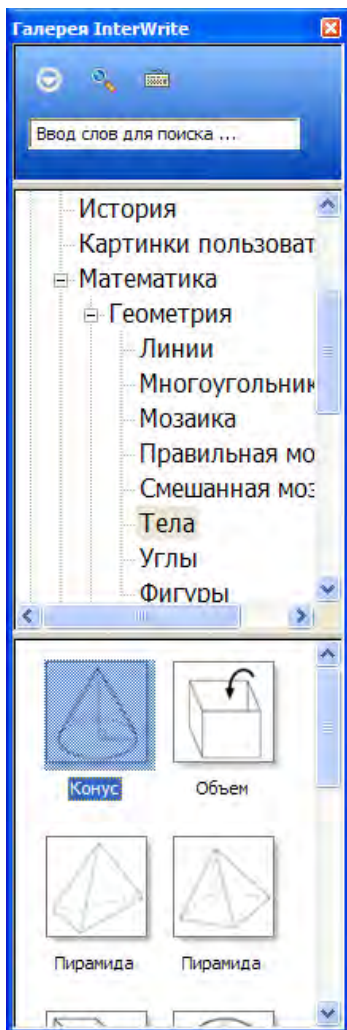 Галерея InterWrite
Ввод слов для поиска ...
История
Картинки пользоват
Математика
Геометрия
Линии
Многоугольник
Мозаика
Правильная мо
Смешанная моз
Тела
Углы
Фигуры
Конус Объем
Пирамида Пирамида